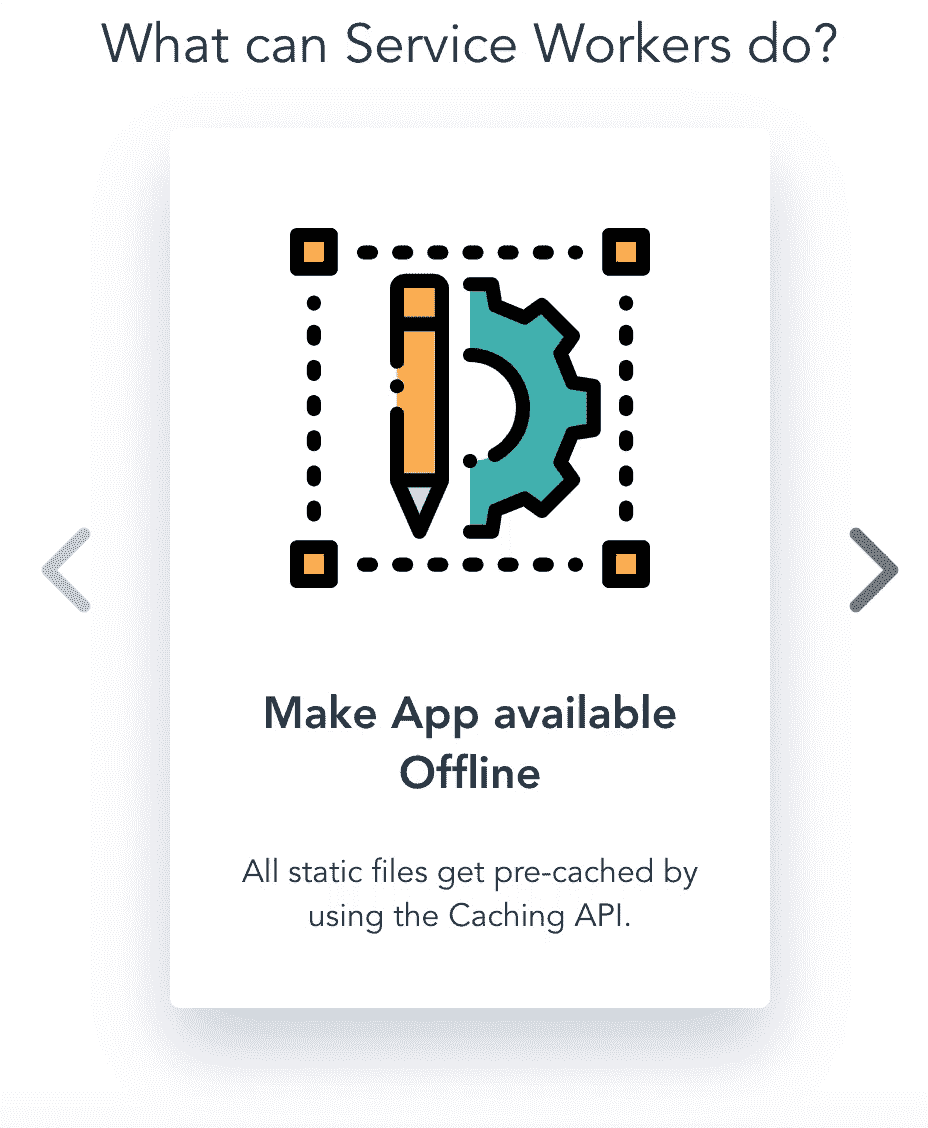 What can Service Workers do?
Make App available
Offline
All static files get pre-cached by
using the Caching API.